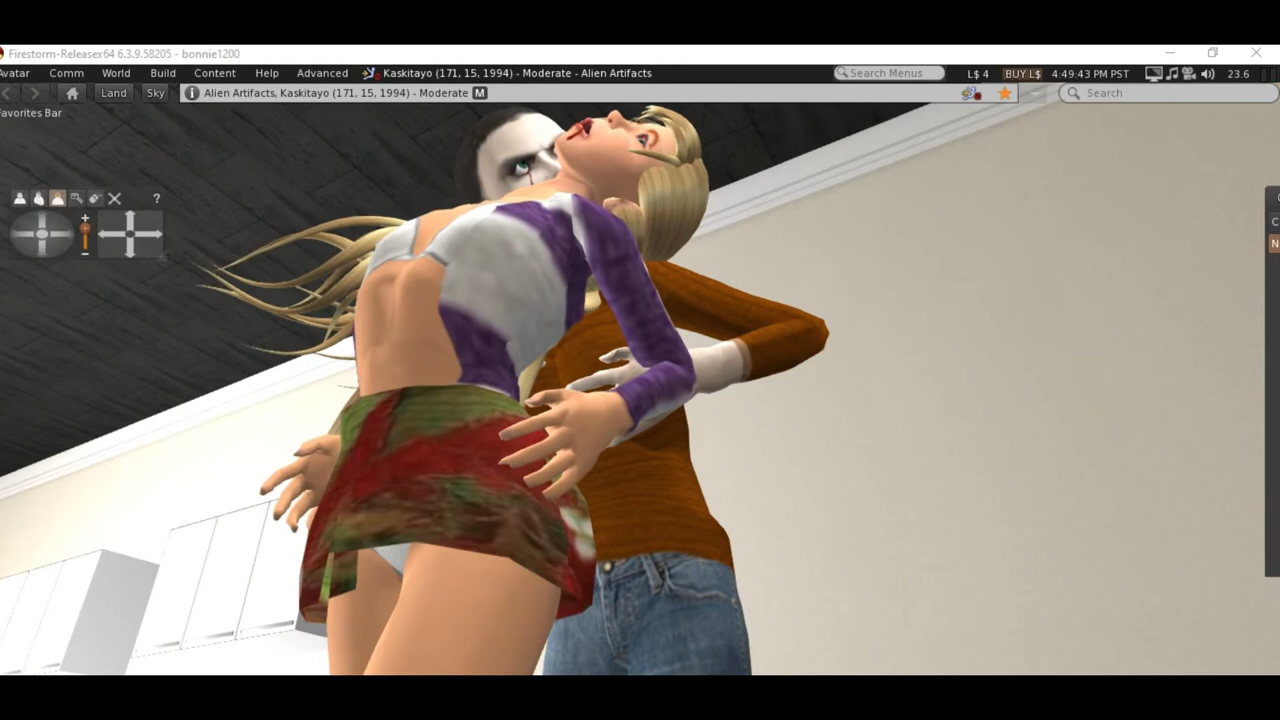 Firestorm-Releasex64 6.3.9.58205 - bonnie1200
Avatar Comm World Build Content Help Advanced Kaskitayo (171, 15, 1994) - Moderate - Alien Artifacts Search Menus L$ 4 BUY L$ 4:49:43 PM PST 23.6
Land Sky Alien Artifacts, Kaskitayo (171, 15, 1994) - Moderate M Search
Favorites Bar
?
C
N